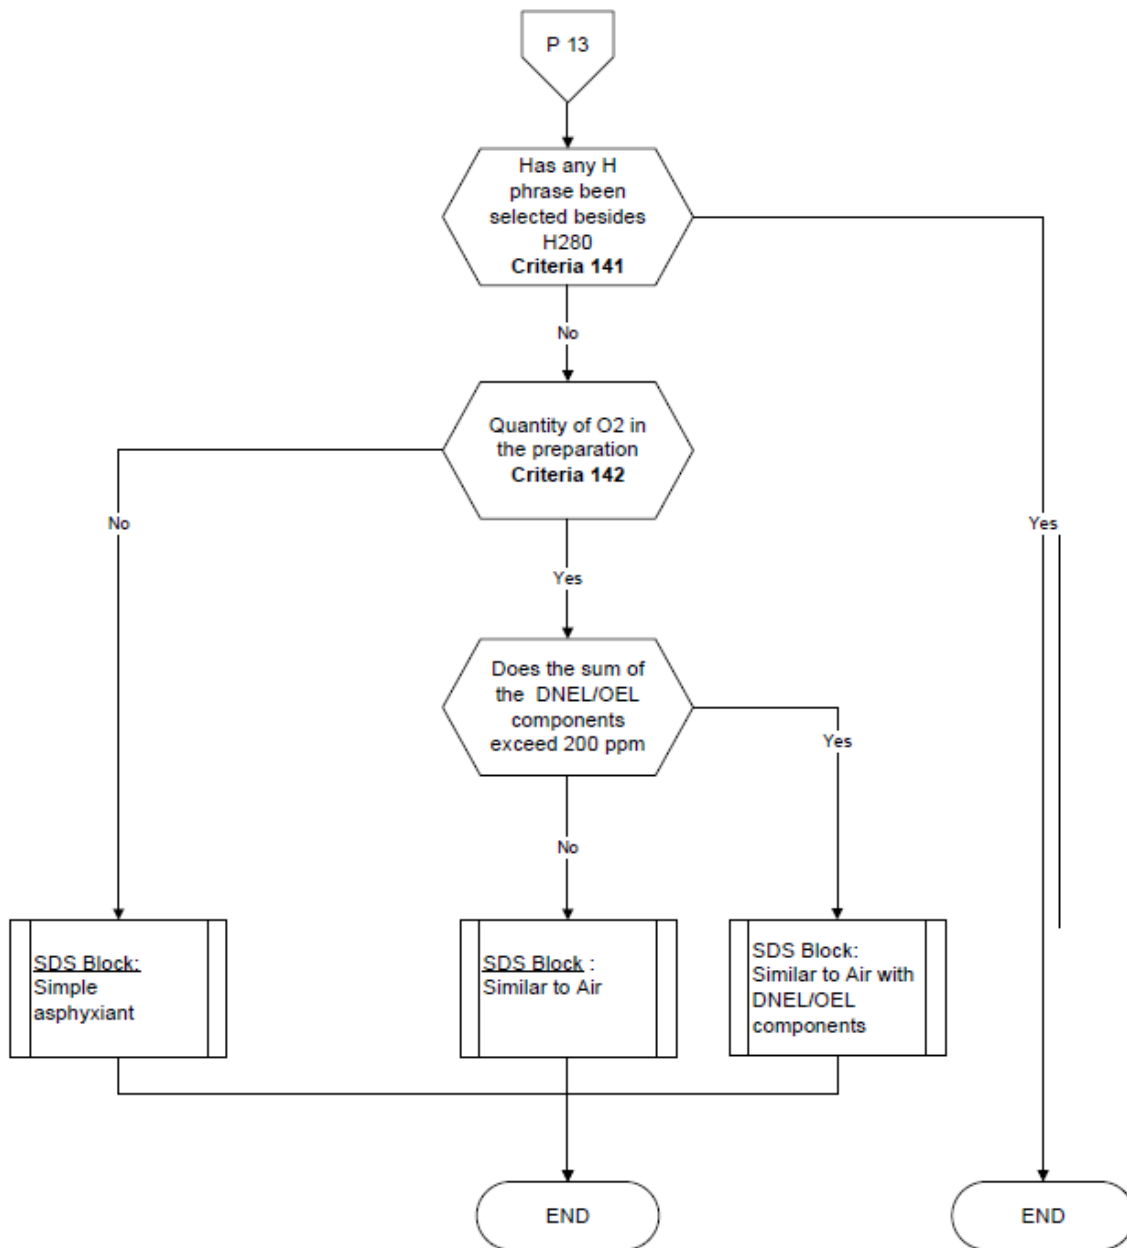 P 13
Has any H
phrase been
selected besides
H280
Criteria 141
No
Quantity of O2 in
the preparation
Criteria 142
No
Yes
Yes
Does the sum of
the DNEL/OEL
components
exceed 200 ppm
Yes
No
SDS Block:
Simple
asphyxiant
SDS Block :
Similar to Air
SDS Block:
Similar to Air with
DNEL/OEL
components
END
END